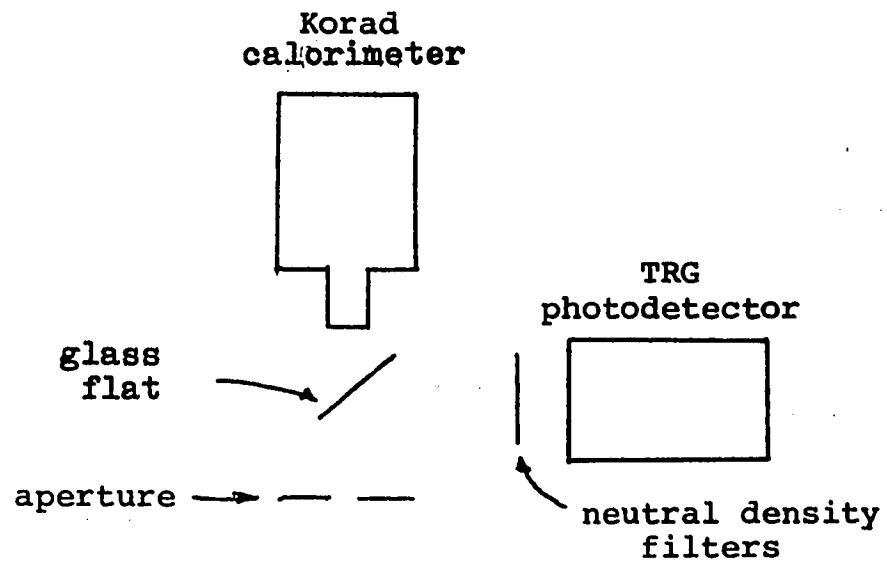 Korad
calorimeter
TRG
photodetector
glass
flat
aperture
neutral density
filters